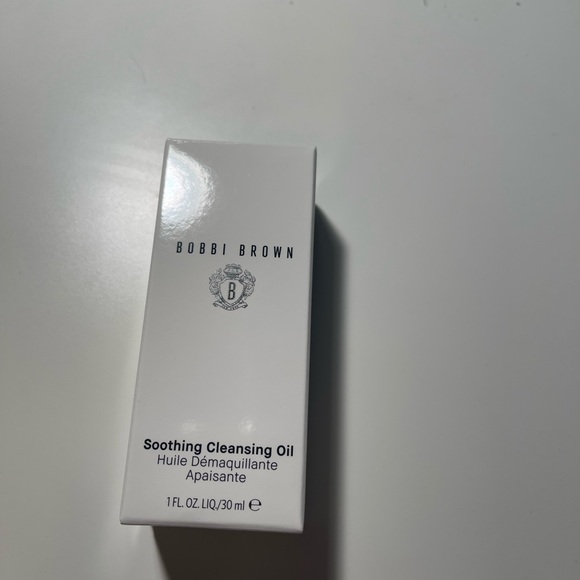 BOBBI BROWN
B
Soothing Cleansing Oil
Huile Démaquillante
Apaisante
1 FL. OZ. LIQ./30 ml ℮